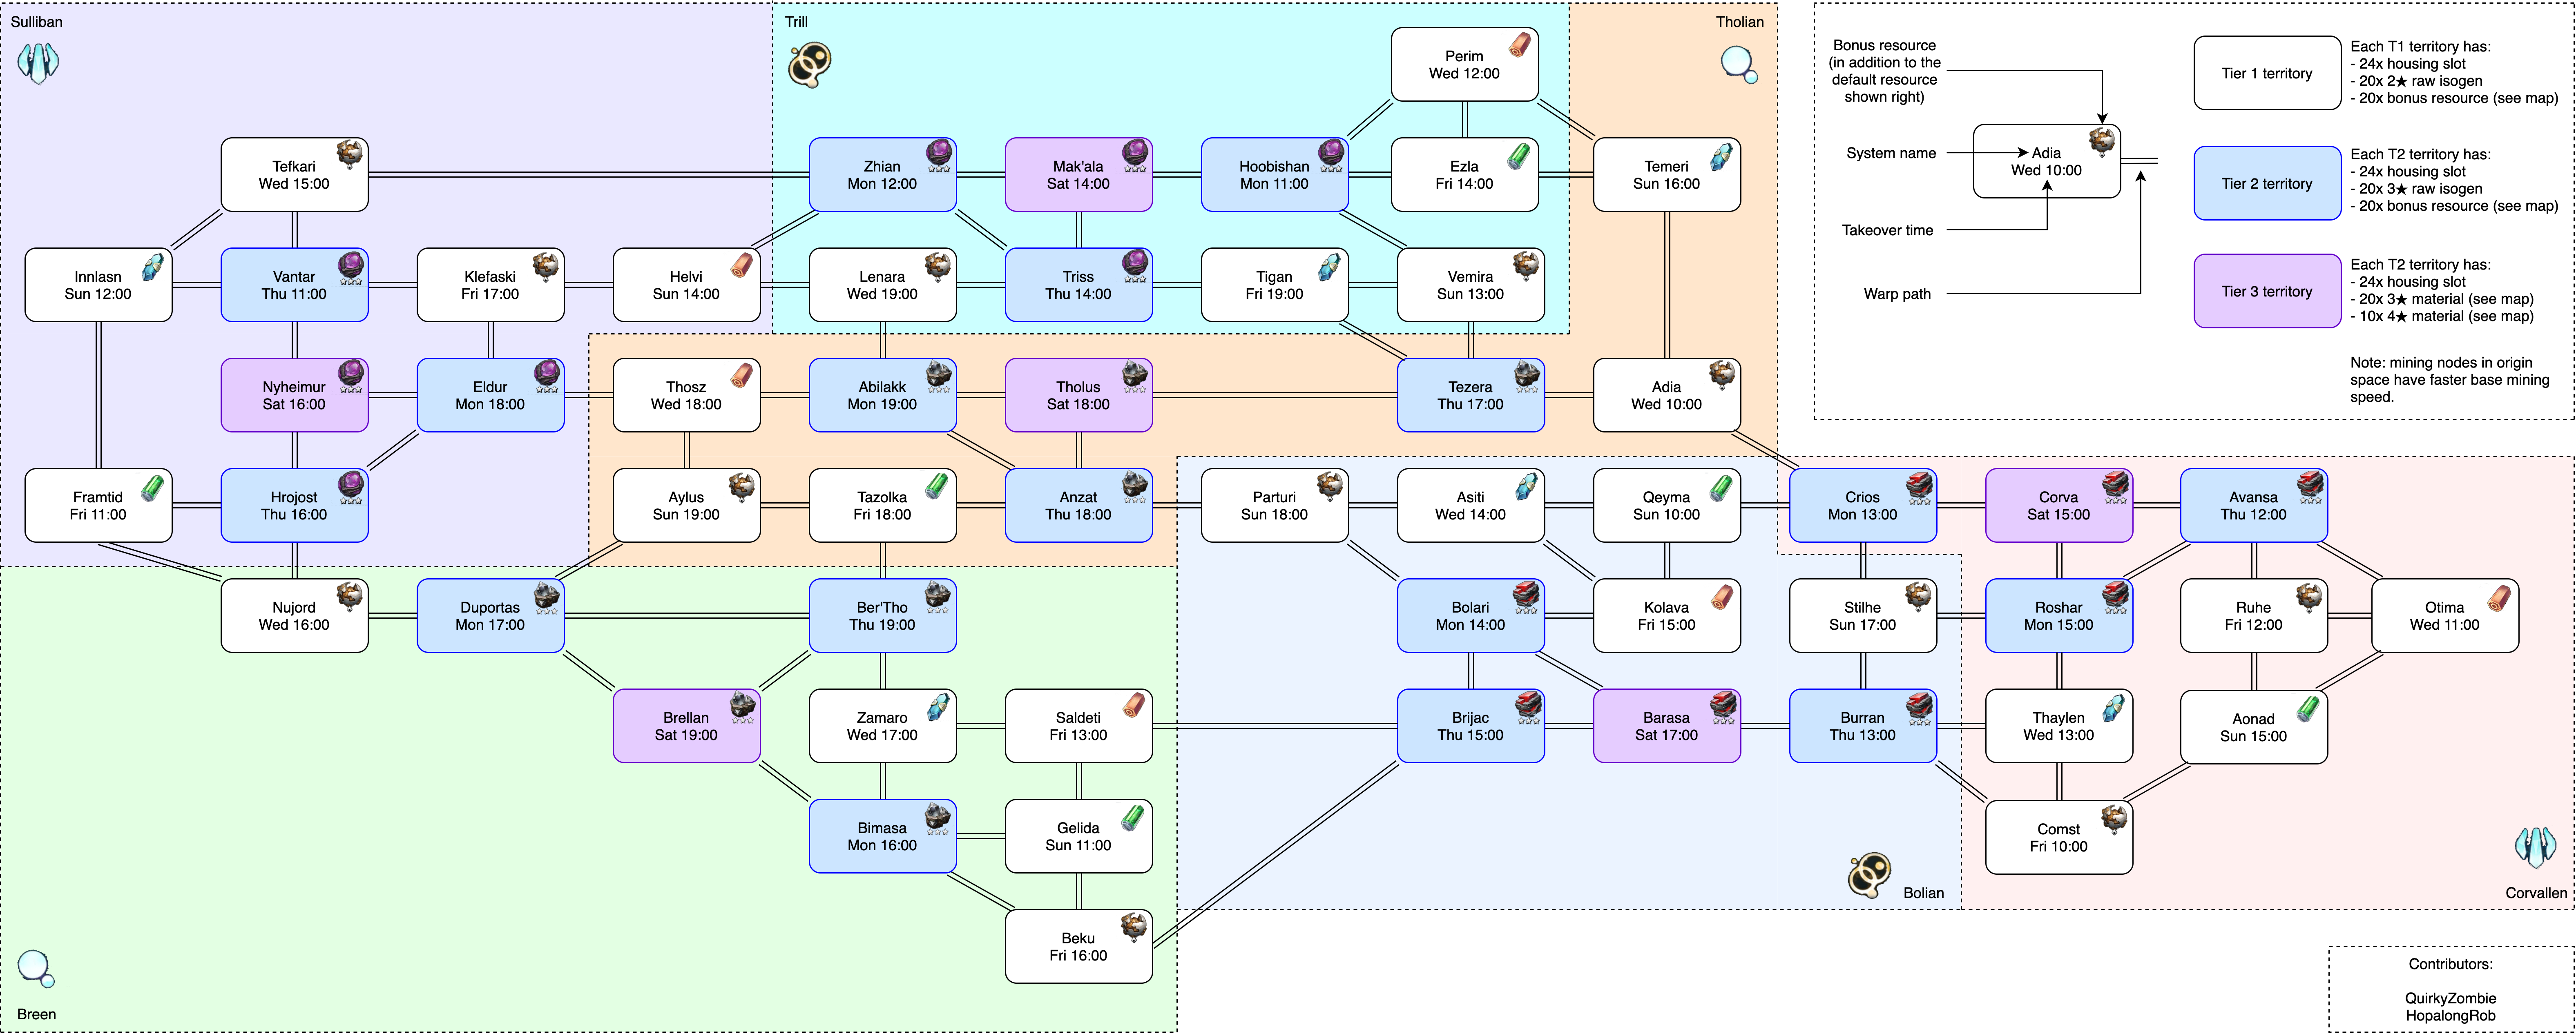 Sulliban
Trill
Tholian
Perim
Wed 12:00
Tefkari
Wed 15:00
Zhian
Mon 12:00
Mak'ala
Sat 14:00
Hoobishan
Mon 11:00
Ezla
Fri 14:00
Temeri
Sun 16:00
Innlasn
Sun 12:00
Vantar
Thu 11:00
Klefaski
Fri 17:00
Helvi
Sun 14:00
Lenara
Wed 19:00
Triss
Thu 14:00
Tigan
Fri 19:00
Vemira
Sun 13:00
Nyheimur
Sat 16:00
Eldur
Mon 18:00
Thosz
Wed 18:00
Abilakk
Mon 19:00
Tholus
Sat 18:00
Tezera
Thu 17:00
Adia
Wed 10:00
Framtid
Fri 11:00
Hrojost
Thu 16:00
Aylus
Sun 19:00
Tazolka
Fri 18:00
Anzat
Thu 18:00
Parturi
Sun 18:00
Asiti
Wed 14:00
Qeyma
Sun 10:00
Crios
Mon 13:00
Corva
Sat 15:00
Avansa
Thu 12:00
Nujord
Wed 16:00
Duportas
Mon 17:00
Ber'Tho
Thu 19:00
Bolari
Mon 14:00
Kolava
Fri 15:00
Stilhe
Sun 17:00
Roshar
Mon 15:00
Ruhe
Fri 12:00
Otima
Wed 11:00
Brellan
Sat 19:00
Zamaro
Wed 17:00
Saldeti
Fri 13:00
Brijac
Thu 15:00
Barasa
Sat 17:00
Burran
Thu 13:00
Thaylen
Wed 13:00
Aonad
Sun 15:00
Bimasa
Mon 16:00
Gelida
Sun 11:00
Comst
Fri 10:00
Beku
Fri 16:00
Bolian
Corvallen
Breen
Bonus resource
(in addition to the
default resource
shown right)
System name
Adia
Wed 10:00
Takeover time
Warp path
Tier 1 territory
Each T1 territory has:
- 24x housing slot
- 20x 2★ raw isogen
- 20x bonus resource (see map)
Tier 2 territory
Each T2 territory has:
- 24x housing slot
- 20x 3★ raw isogen
- 20x bonus resource (see map)
Tier 3 territory
Each T2 territory has:
- 24x housing slot
- 20x 3★ material (see map)
- 10x 4★ material (see map)
Note: mining nodes in origin
space have faster base mining
speed.
Contributors:
QuirkyZombie
HopalongRob